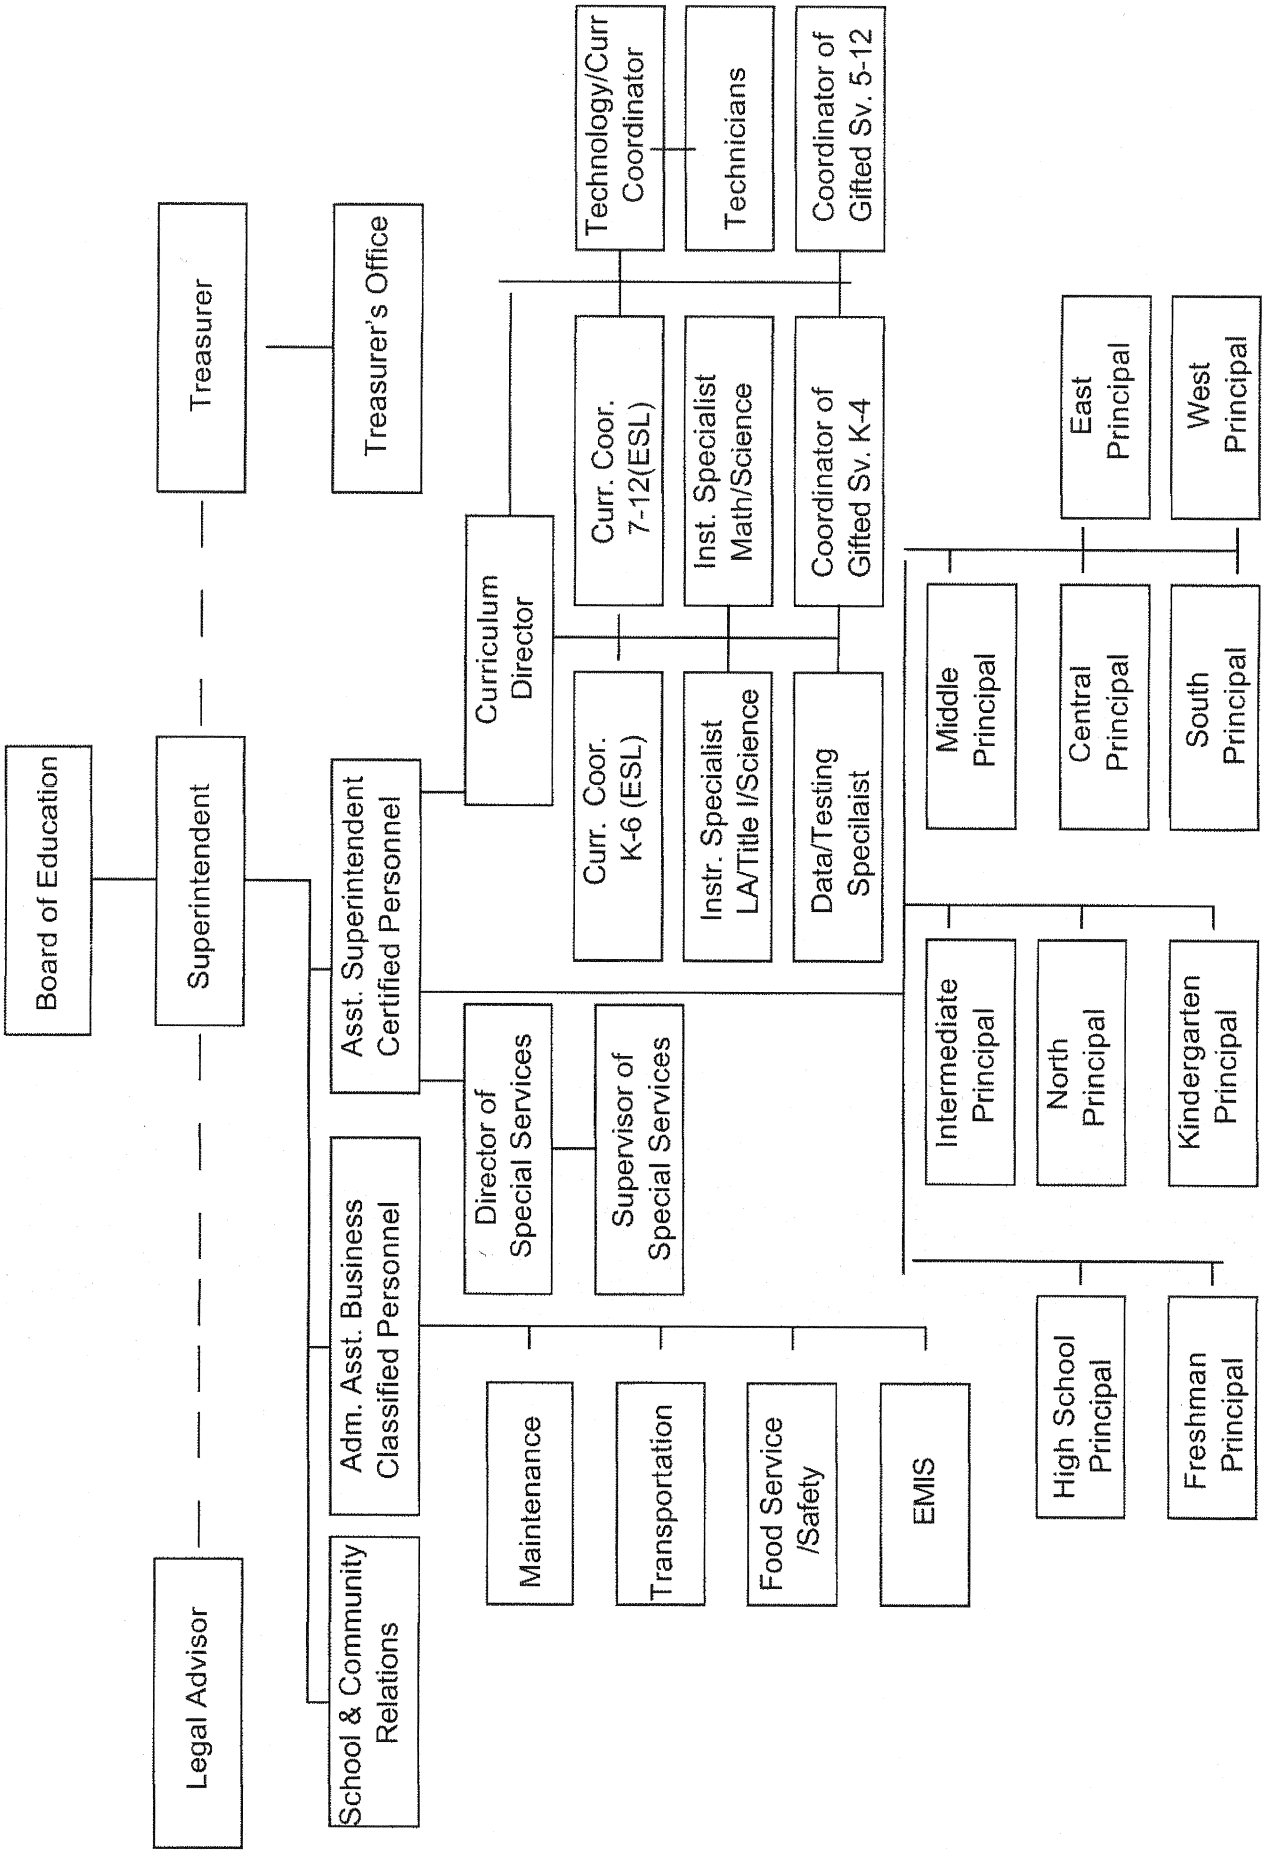 Board of Education
Legal Advisor
Superintendent
Treasurer
School & Community
Relations
Adm. Asst. Business
Classified Personnel
Asst. Superintendent
Certified Personnel
Treasurer's Office
Director of
Special Services
Curriculum
Director
Supervisor of
Special Services
Maintenance
Transportation
Food Service
/Safety
EMIS
Curr. Coor.
K-6 (ESL)
Curr. Coor.
7-12(ESL)
Technology/Curr
Coordinator
Instr. Specialist
LA/Title I/Science
Inst. Specialist
Math/Science
Technicians
Data/Testing
Specilaist
Coordinator of
Gifted Sv. K-4
Coordinator of
Gifted Sv. 5-12
Intermediate
Principal
Middle
Principal
High School
Principal
North
Principal
Central
Principal
East
Principal
Freshman
Principal
Kindergarten
Principal
South
Principal
West
Principal